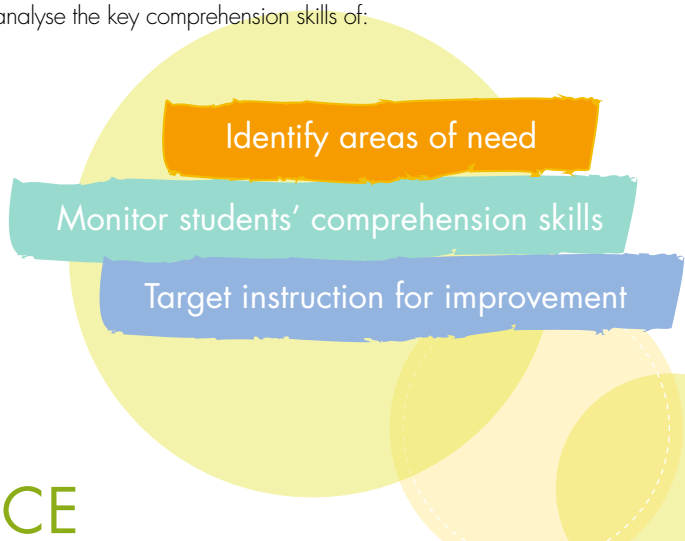 analyse the key comprehension skills of:
Identify areas of need
Monitor students' comprehension skills
Target instruction for improvement
CE